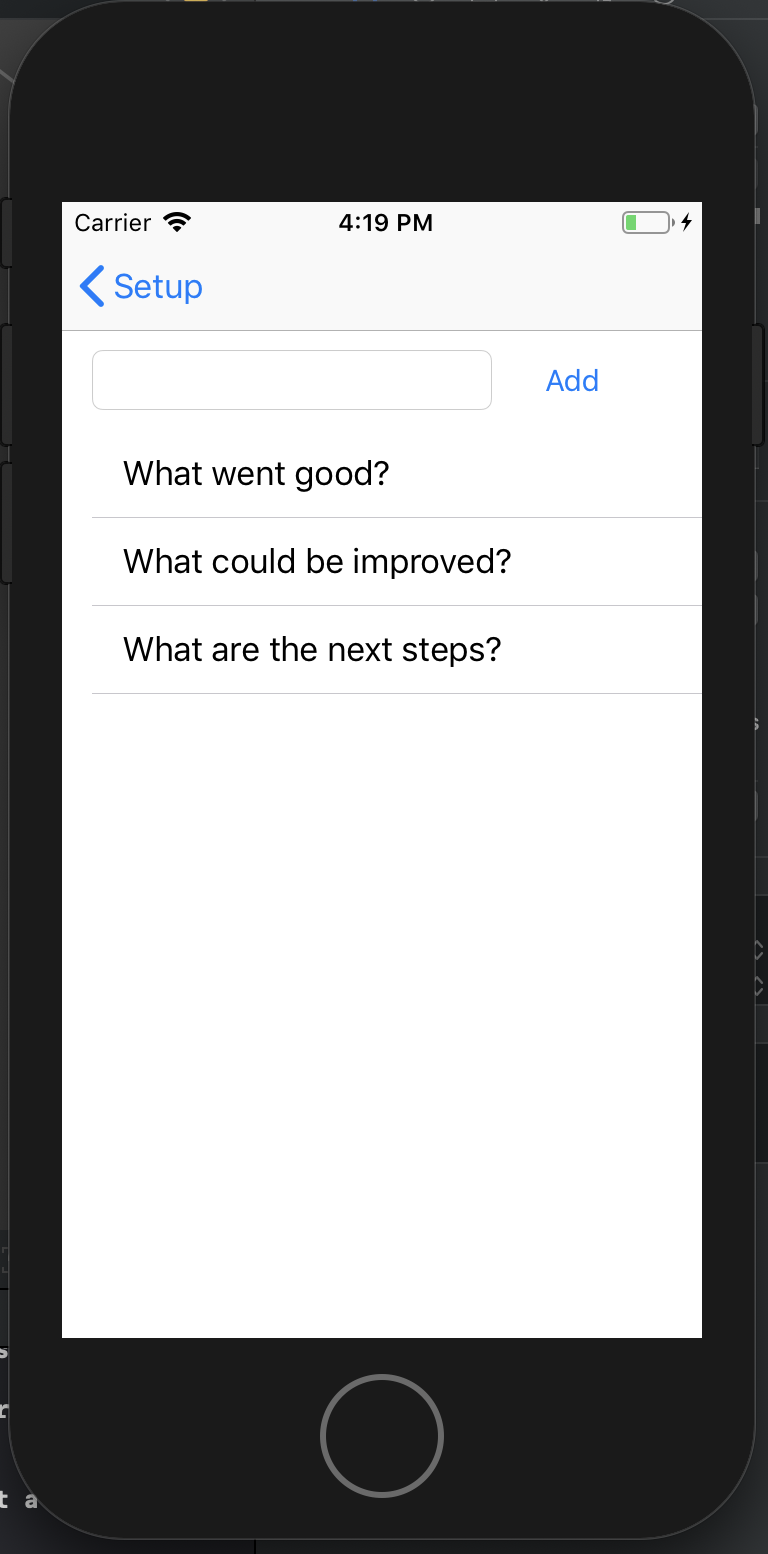 Carrier 4:19 PM
Setup
Add
What went good?
What could be improved?
What are the next steps?
t a